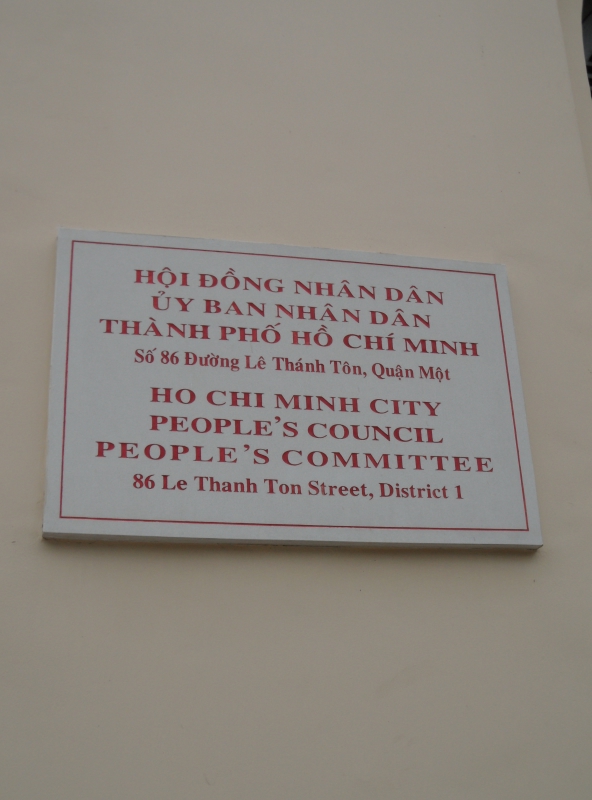 HỘI ĐỒNG NHÂN DÂN
ỦY BAN NHÂN DÂN
THÀNH PHỐ HỒ CHÍ MINH
Số 86 Đường Lê Thánh Tôn, Quận Một
HO CHI MINH CITY
PEOPLE'S COUNCIL
PEOPLE'S COMMITTEE
86 Le Thanh Ton Street, District 1